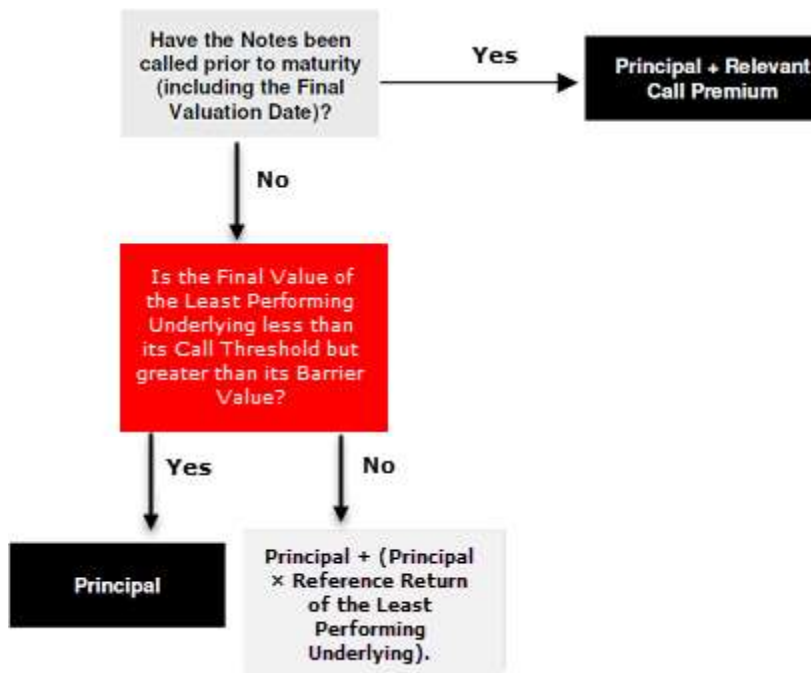 Have the Notes been
called prior to maturity
(including the Final
Valuation Date)?
Yes
Principal + Relevant
Call Premium
No
Is the Final Value of
the Least Performing
Underlying less than
its Call Threshold but
greater than its Barrier
Value?
Yes
No
Principal
Principal + (Principal
× Reference Return
of the Least
Performing
Underlying).